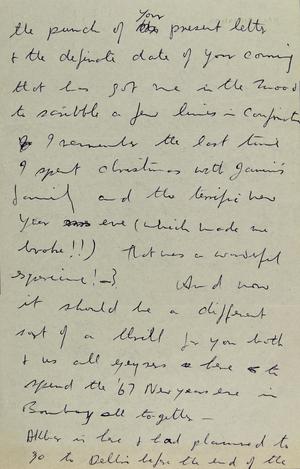 the punch of your present letter
& the definite date of your coming
that has got me in the mood
to scribble a few lines in
I remember the last time
I spent christmas with Jamini's
family and the terrific new
year eve (which made me
broke!!) That was a wonderful
experience! And now
it should be a different
sort of a thrill for you both
& us all here to
spend the '67 New years eve in
Bombay all together –
Akbar is here & had planned to
go to Delhi before the end of the